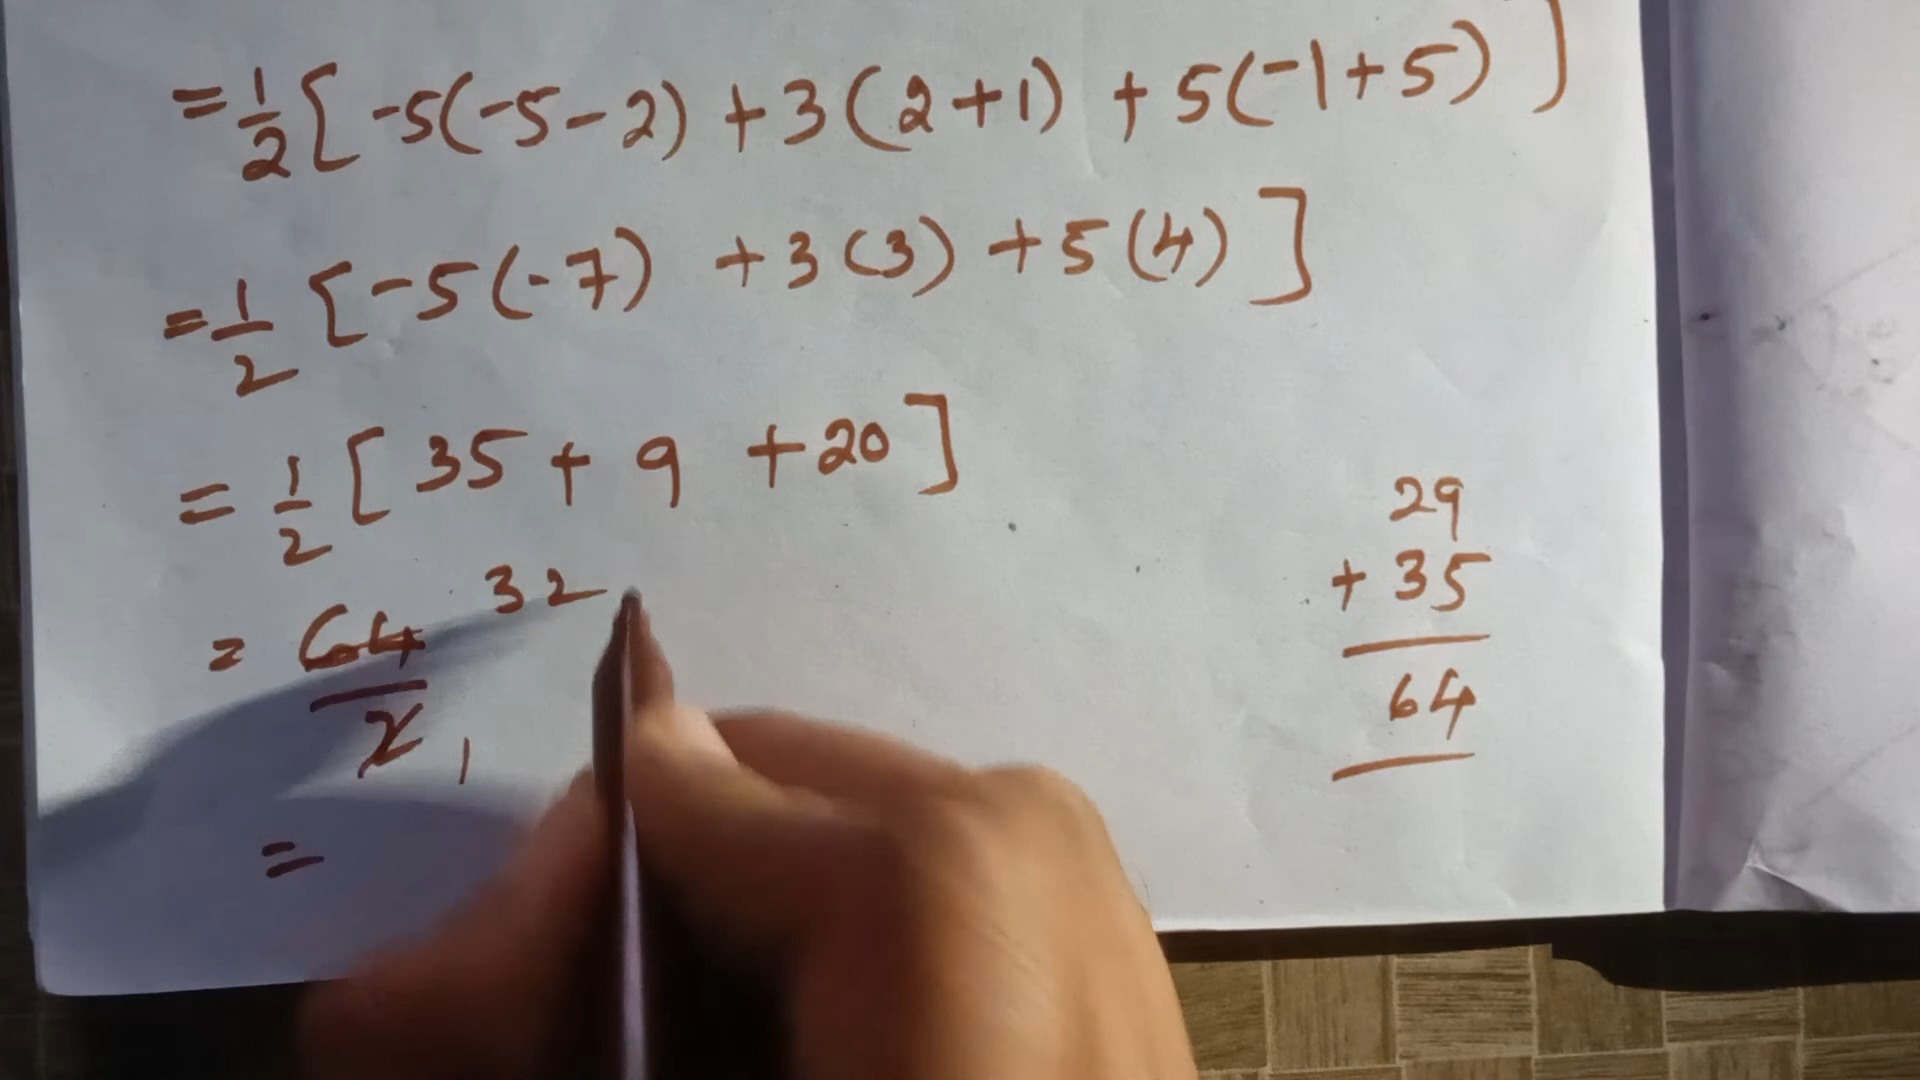 = 1/2 [ -5(-5-2) + 3(2+1) + 5(-1+5) ]
= 1/2 [ -5(-7) + 3(3) + 5(4) ]
= 1/2 [ 35 + 9 + 20 ]
= 64/2 32
1
=
29
+ 35
64